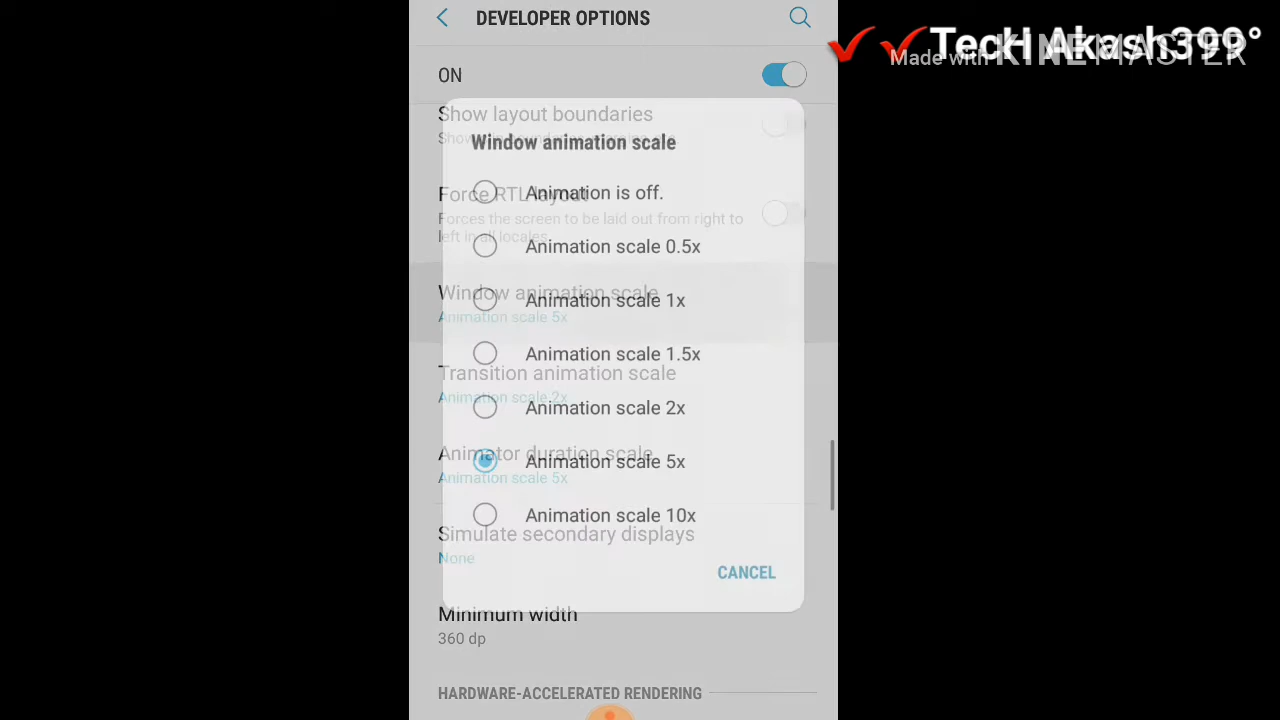 DEVELOPER OPTIONS
TecH Akash399°
Made with KINEMASTER
ON
Show layout boundaries
Window animation scale
Animation is off.
Force RTL layout
Forces the screen to be laid out from right to
left in all locales
Animation scale 0.5x
Window animation scale
Animation scale 1x
Animation scale 5x
Animation scale 1.5x
Transition animation scale
Animation scale 2x
Animation scale 2x
Animator duration scale
Animation scale 5x
Animation scale 5x
Animation scale 10x
Simulate secondary displays
None
CANCEL
Minimum width
360 dp
HARDWARE-ACCELERATED RENDERING